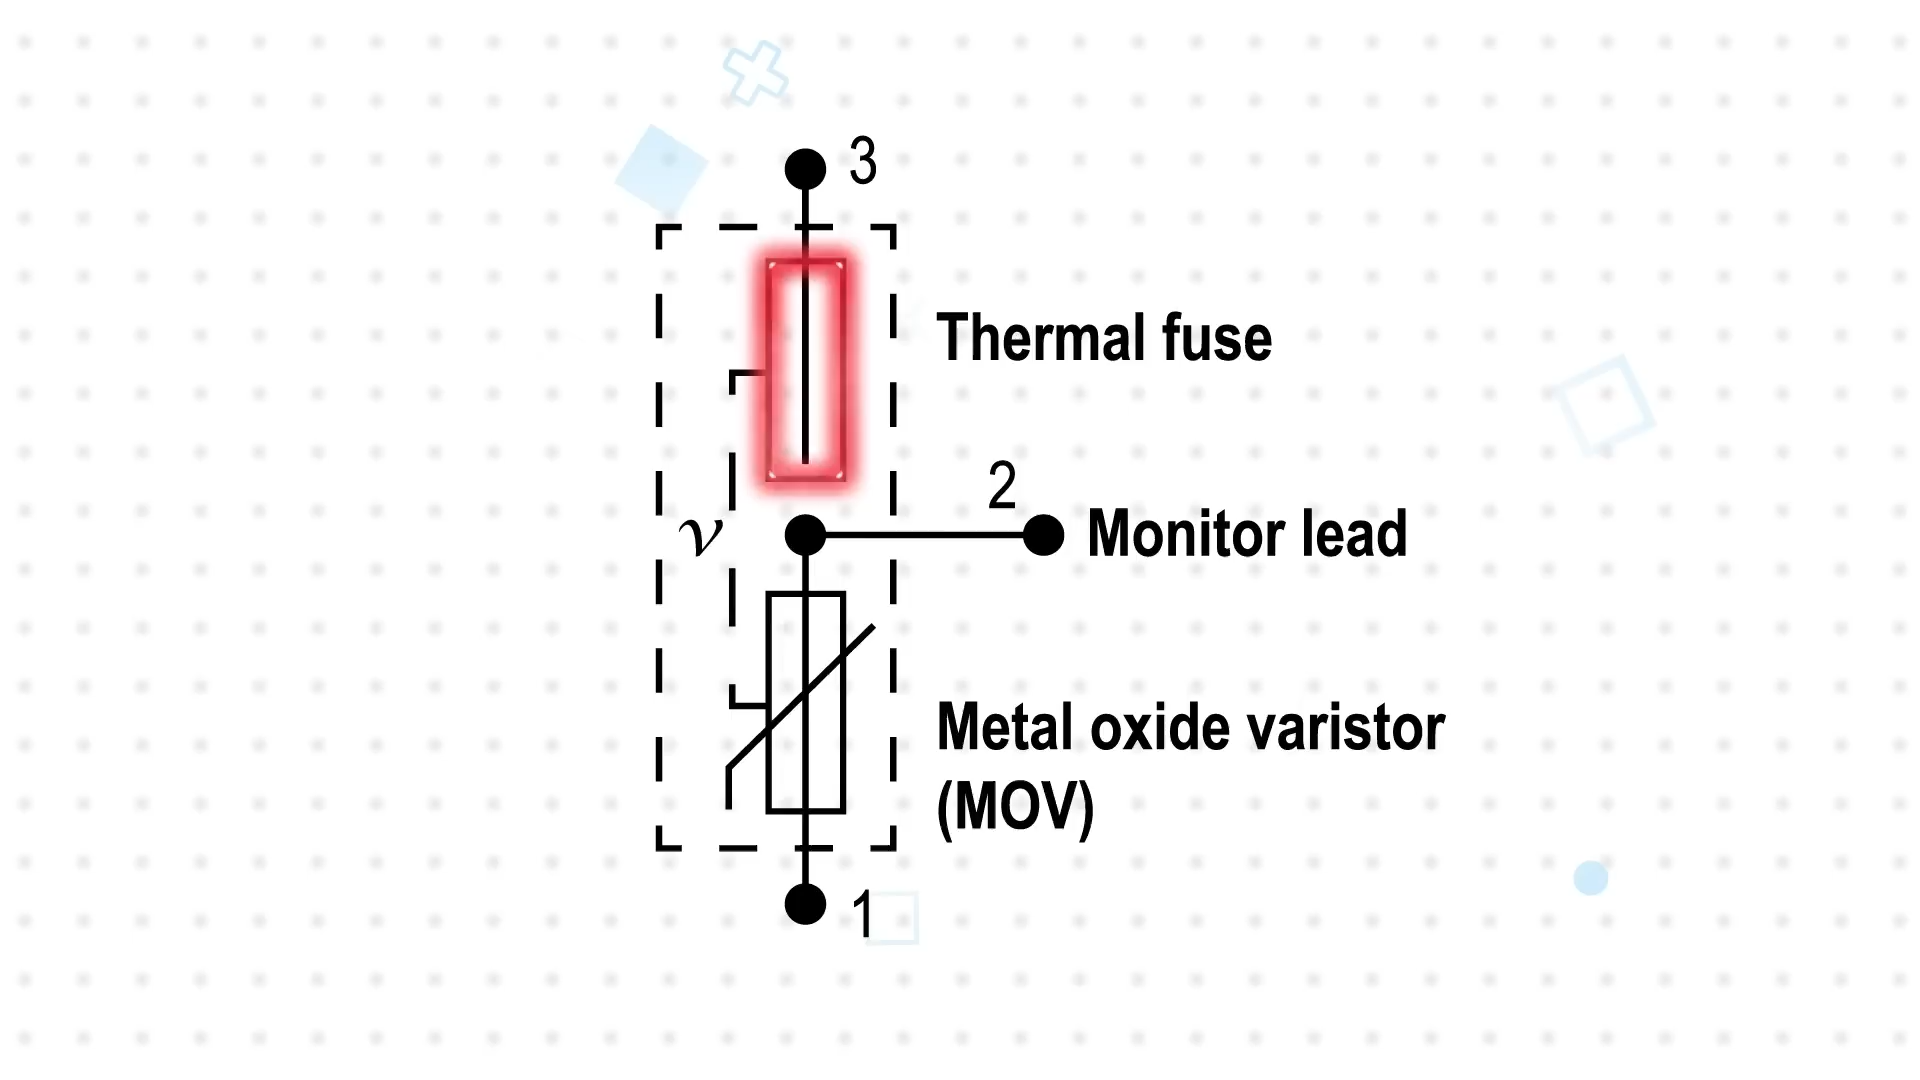 3
Thermal fuse
2
ν
Monitor lead
Metal oxide varistor
(MOV)
1